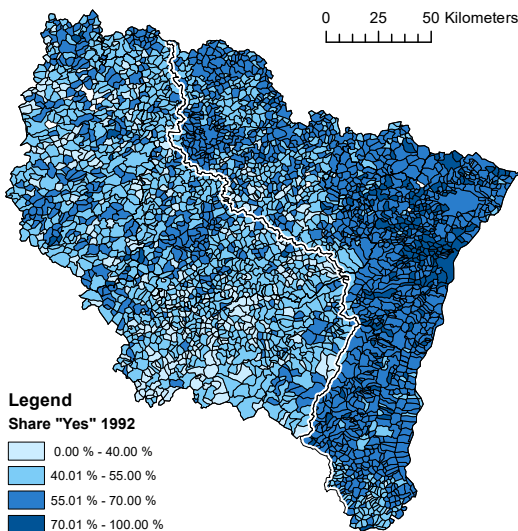 0 25 50 Kilometers
Legend
Share "Yes" 1992
0.00 % - 40.00 %
40.01 % - 55.00 %
55.01 % - 70.00 %
70.01 % - 100.00 %